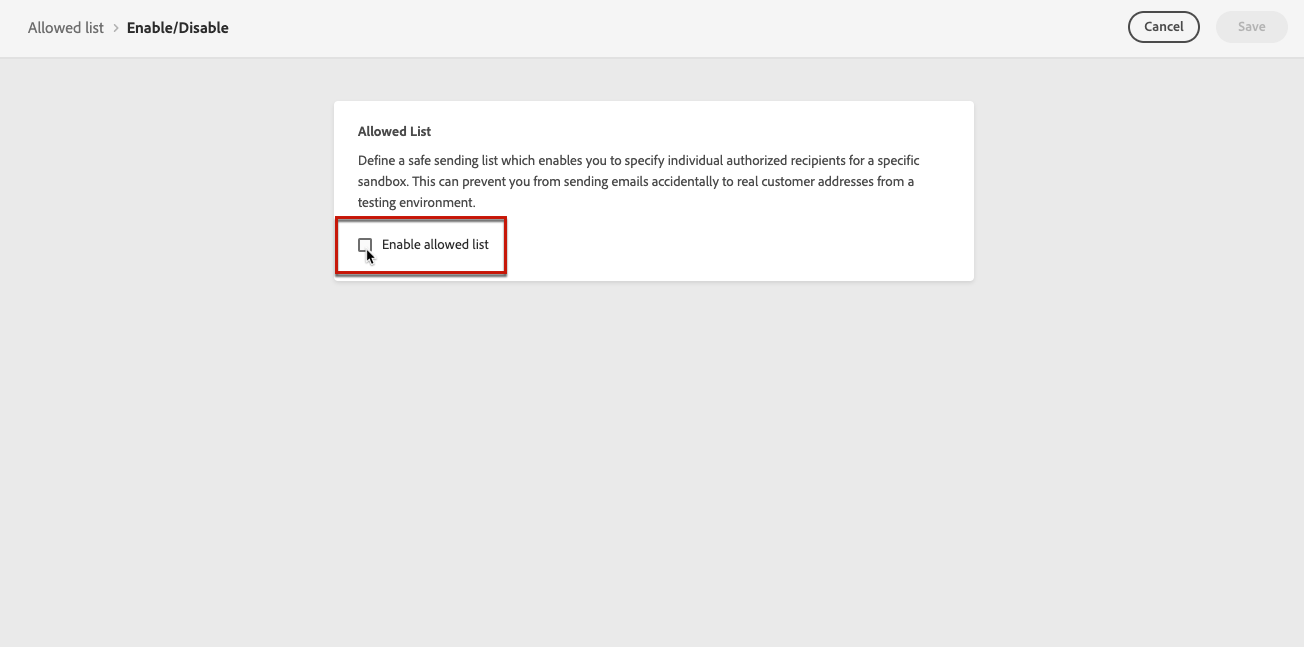 Allowed list > Enable/Disable
Cancel
Save
Allowed List
Define a safe sending list which enables you to specify individual authorized recipients for a specific
sandbox. This can prevent you from sending emails accidentally to real customer addresses from a
testing environment.
Enable allowed list